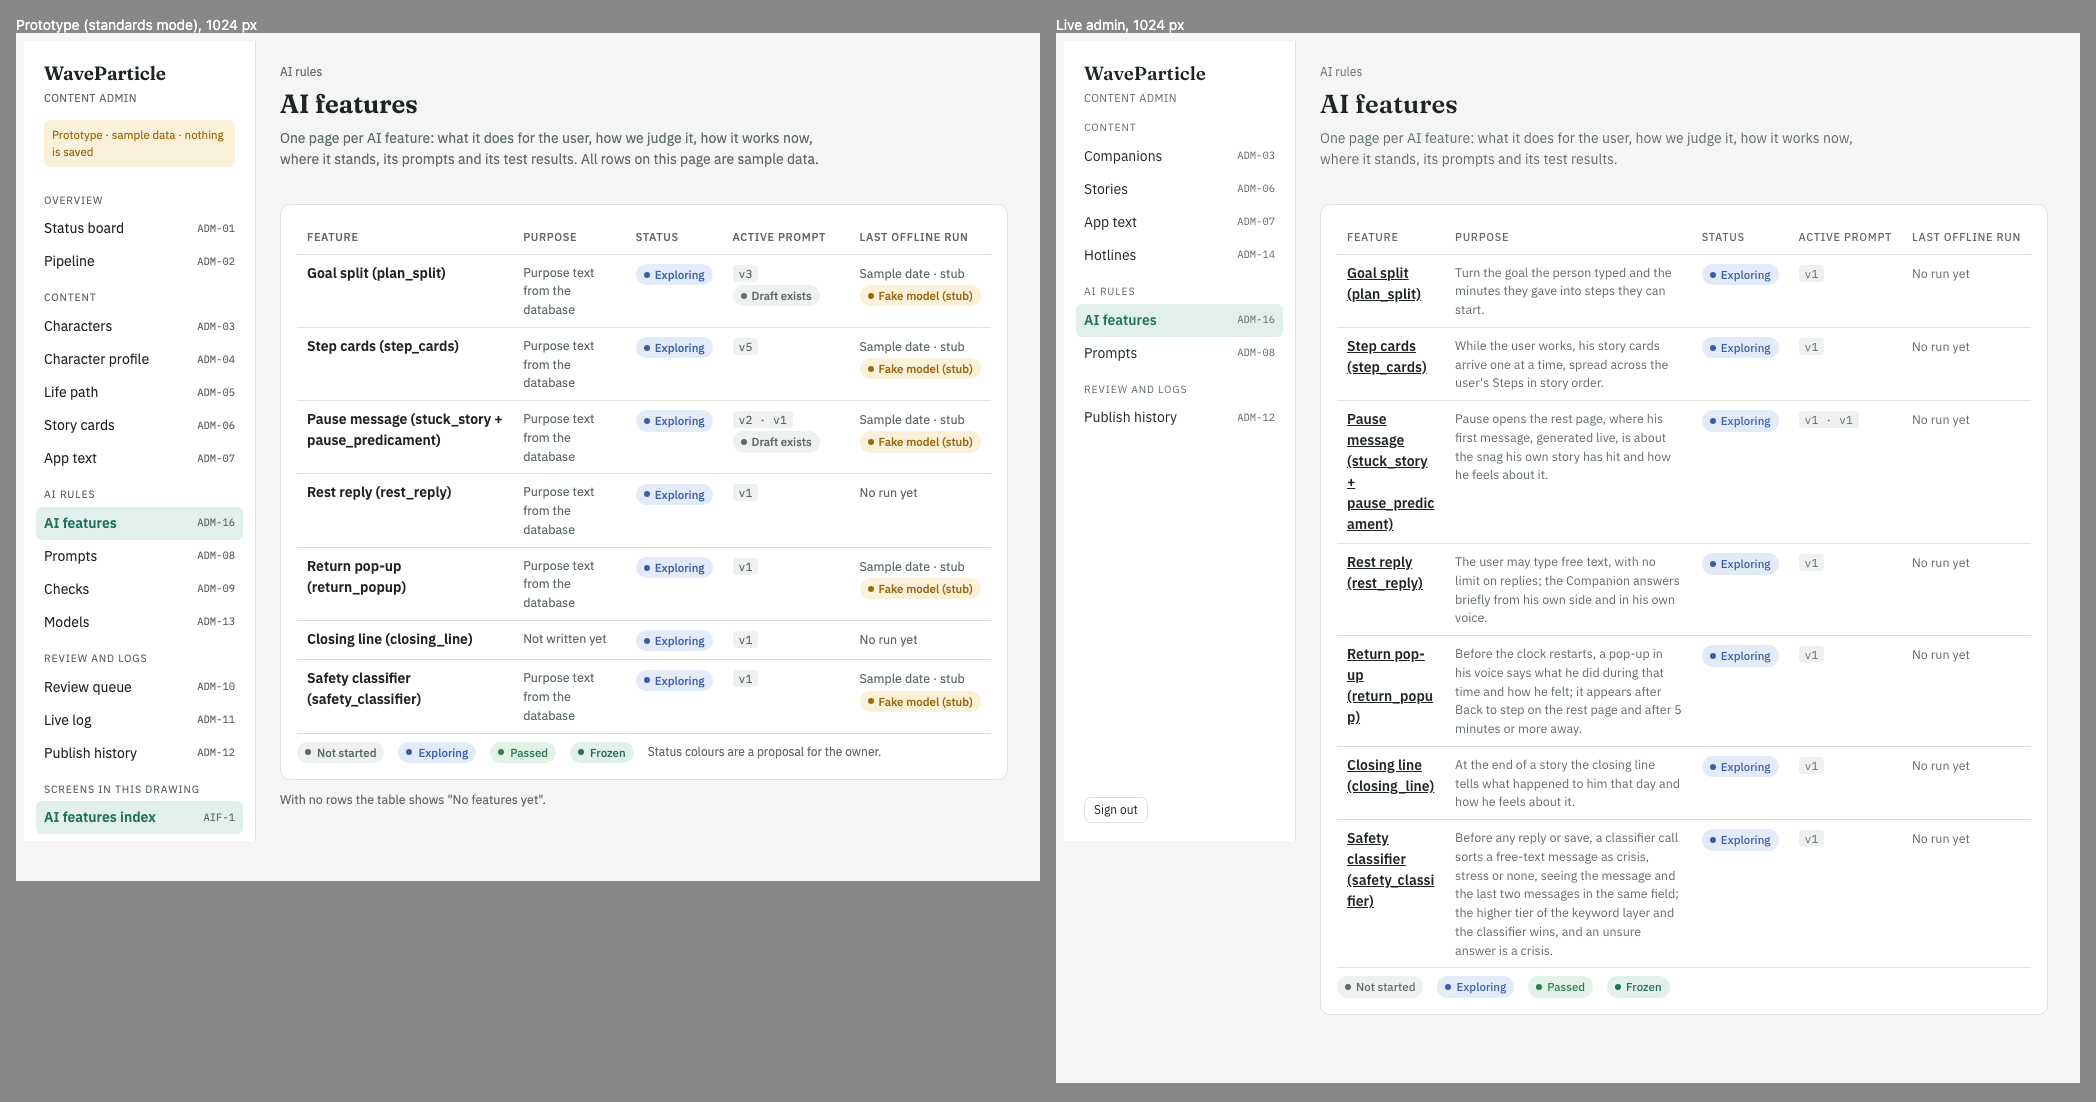 Prototype (standards mode), 1024 px
WaveParticle
CONTENT ADMIN
Prototype · sample data · nothing
is saved
OVERVIEW
Status board ADM-01
Pipeline ADM-02
CONTENT
Characters ADM-03
Character profile ADM-04
Life path ADM-05
Story cards ADM-06
App text ADM-07
AI RULES
AI features ADM-16
Prompts ADM-08
Checks ADM-09
Models ADM-13
REVIEW AND LOGS
Review queue ADM-10
Live log ADM-11
Publish history ADM-12
SCREENS IN THIS DRAWING
AI features index AIF-1
AI rules
AI features
One page per AI feature: what it does for the user, how we judge it, how it works now,
where it stands, its prompts and its test results. All rows on this page are sample data.
FEATURE PURPOSE STATUS ACTIVE PROMPT LAST OFFLINE RUN
Goal split (plan_split) Purpose text Exploring v3 Sample date · stub
from the Draft exists Fake model (stub)
database
Step cards (step_cards) Purpose text Exploring v5 Sample date · stub
from the Fake model (stub)
database
Pause message (stuck_story + Purpose text Exploring v2 · v1 Sample date · stub
pause_predicament) from the Draft exists Fake model (stub)
database
Rest reply (rest_reply) Purpose text Exploring v1 No run yet
from the
database
Return pop-up Purpose text Exploring v1 Sample date · stub
(return_popup) from the Fake model (stub)
database
Closing line (closing_line) Not written yet Exploring v1 No run yet
Safety classifier Purpose text Exploring v1 Sample date · stub
(safety_classifier) from the Fake model (stub)
database
Not started Exploring Passed Frozen Status colours are a proposal for the owner.
With no rows the table shows "No features yet".
Live admin, 1024 px
WaveParticle
CONTENT ADMIN
CONTENT
Companions ADM-03
Stories ADM-06
App text ADM-07
Hotlines ADM-14
AI RULES
AI features ADM-16
Prompts ADM-08
REVIEW AND LOGS
Publish history ADM-12
Sign out
AI rules
AI features
One page per AI feature: what it does for the user, how we judge it, how it works now,
where it stands, its prompts and its test results.
FEATURE PURPOSE STATUS ACTIVE PROMPT LAST OFFLINE RUN
Goal split Turn the goal the person typed and the Exploring v1 No run yet
(plan_split) minutes they gave into steps they can
start.
Step cards While the user works, his story cards Exploring v1 No run yet
(step_cards) arrive one at a time, spread across the
user's Steps in story order.
Pause Pause opens the rest page, where his Exploring v1 · v1 No run yet
message first message, generated live, is about
(stuck_story the snag his own story has hit and how
+ he feels about it.
pause_predic
ament)
Rest reply The user may type free text, with no Exploring v1 No run yet
(rest_reply) limit on replies; the Companion answers
briefly from his own side and in his own
voice.
Return pop- Before the clock restarts, a pop-up in Exploring v1 No run yet
up his voice says what he did during that
(return_popu time and how he felt; it appears after
p) Back to step on the rest page and after 5
minutes or more away.
Closing line At the end of a story the closing line Exploring v1 No run yet
(closing_line) tells what happened to him that day and
how he feels about it.
Safety Before any reply or save, a classifier call Exploring v1 No run yet
classifier sorts a free-text message as crisis,
(safety_classi stress or none, seeing the message and
fier) the last two messages in the same field;
the higher tier of the keyword layer and
the classifier wins, and an unsure
answer is a crisis.
Not started Exploring Passed Frozen